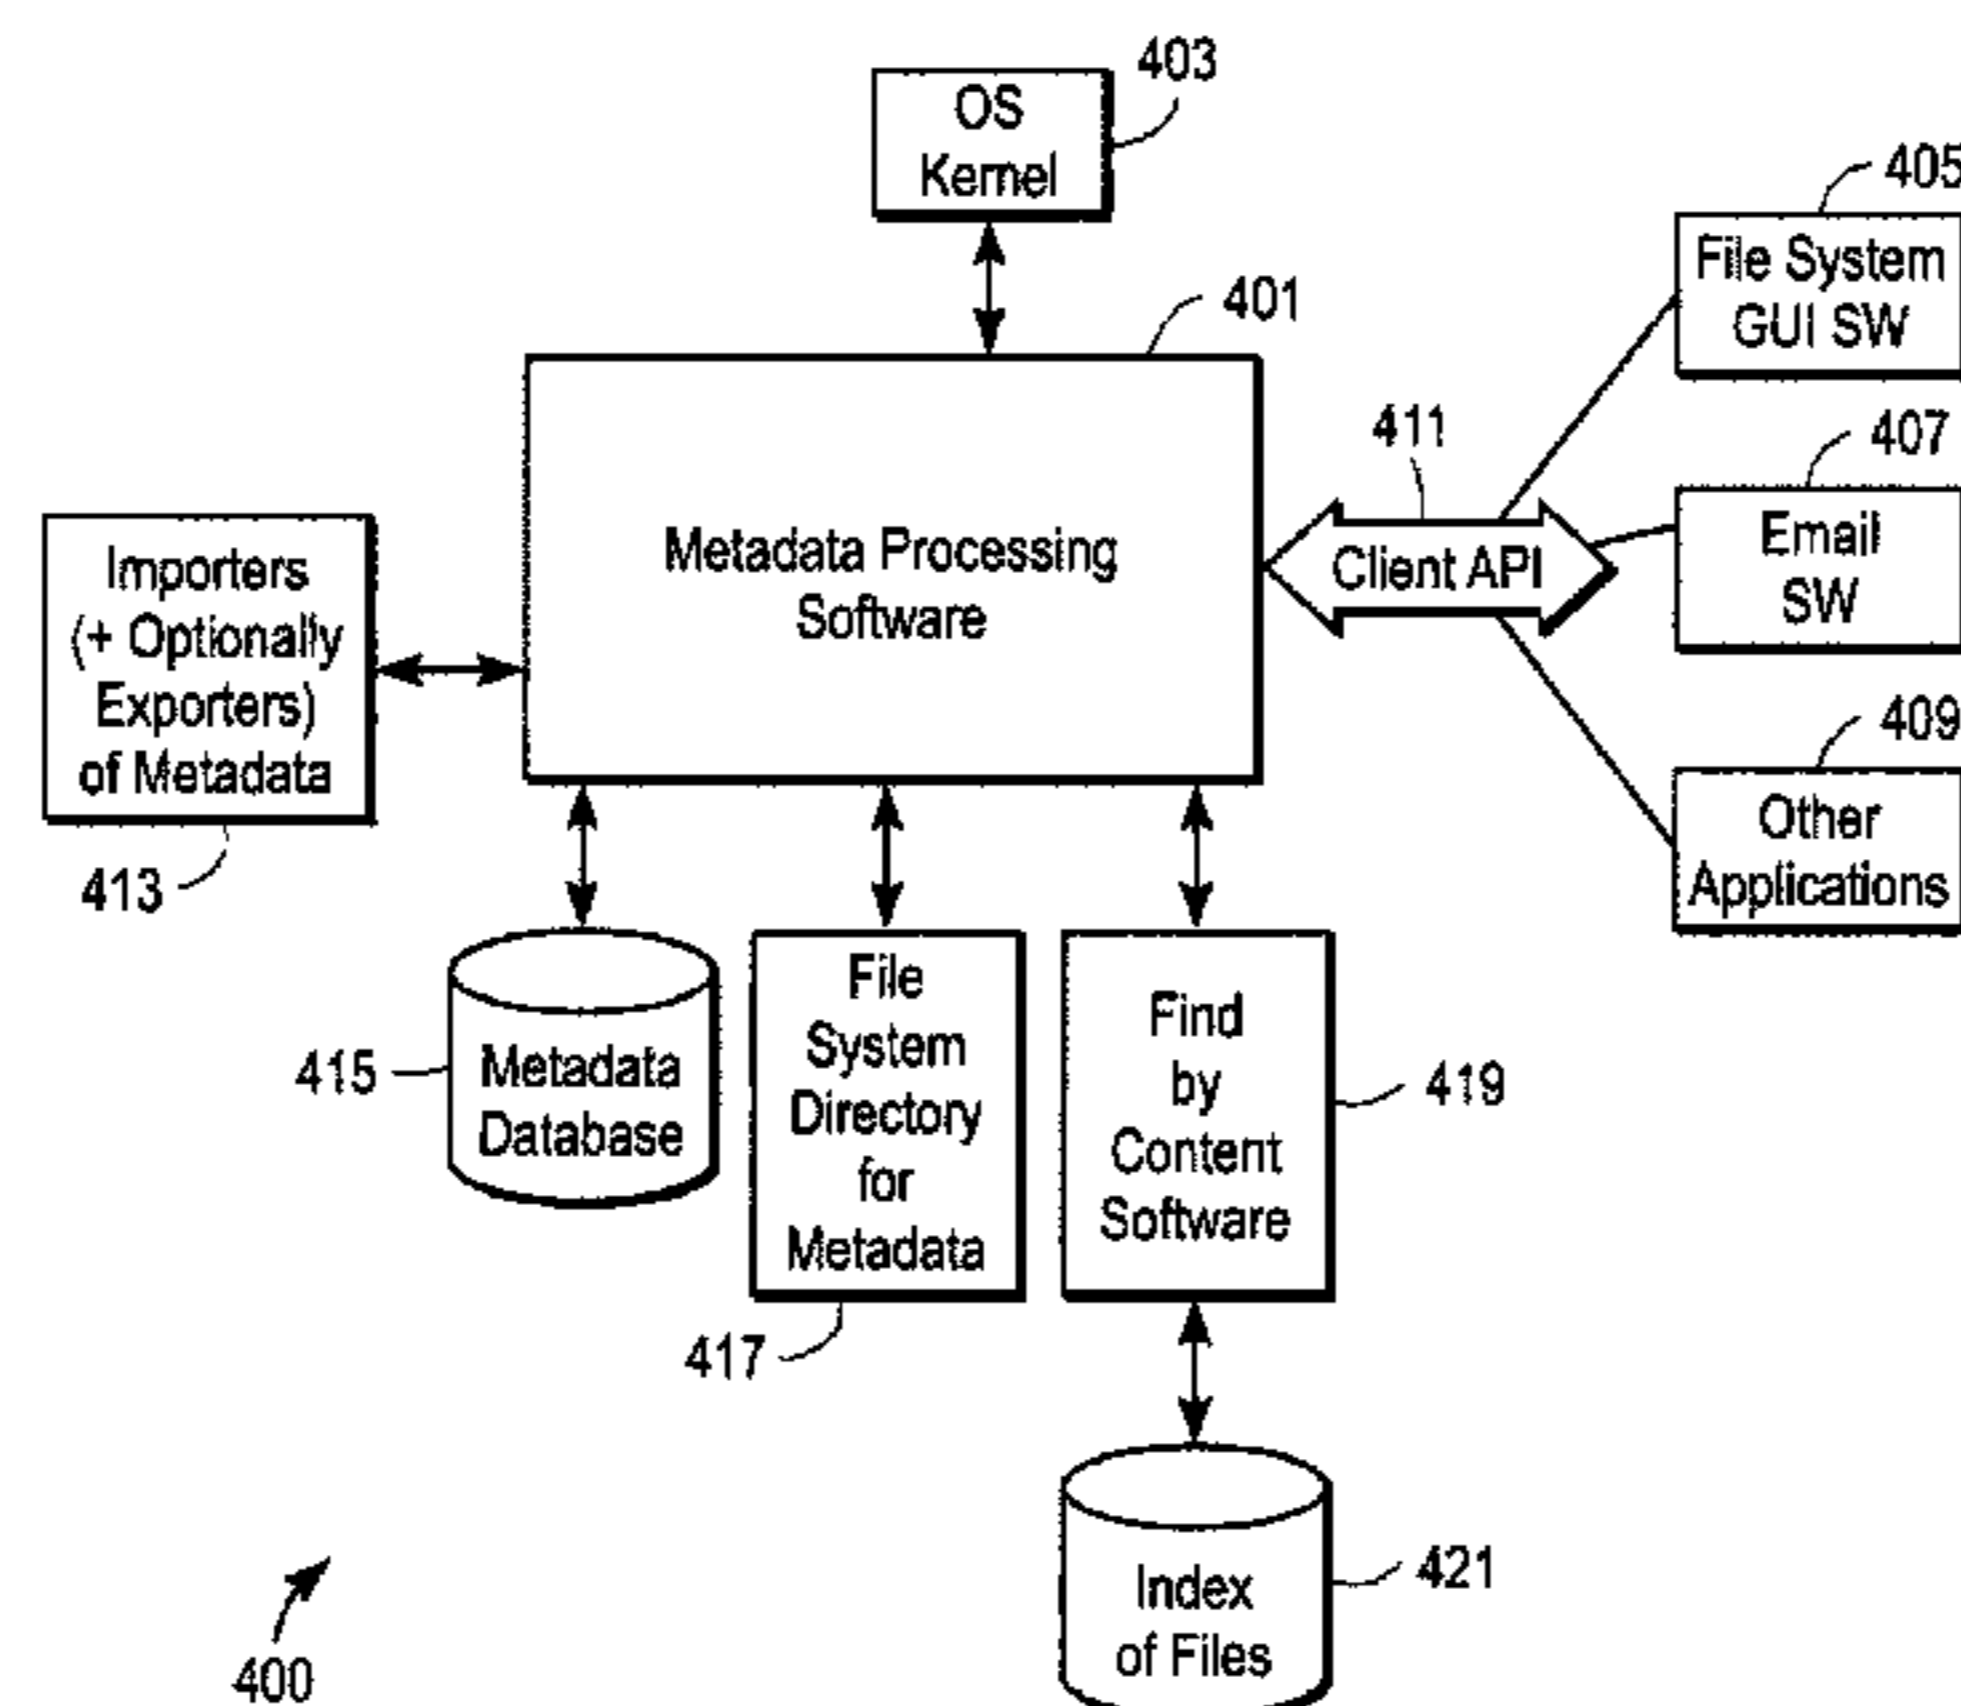 403
OS
Kernel
405
File System
GUI SW
401
411
407
Client API
Email
SW
Metadata Processing
Software
Importers
(+ Optionally
Exporters)
of Metadata
413
409
Other
Applications
415
Metadata
Database
File
System
Directory
for
Metadata
417
Find
by
Content
Software
419
Index
of Files
421
400